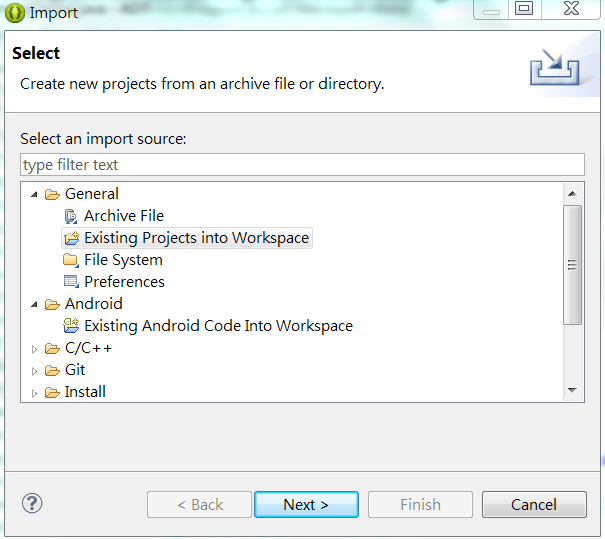 Import
Select
Create new projects from an archive file or directory.
Select an import source:
type filter text
General
Archive File
Existing Projects into Workspace
File System
Preferences
Android
Existing Android Code Into Workspace
C/C++
Git
Install
?
< Back
Next >
Finish
Cancel